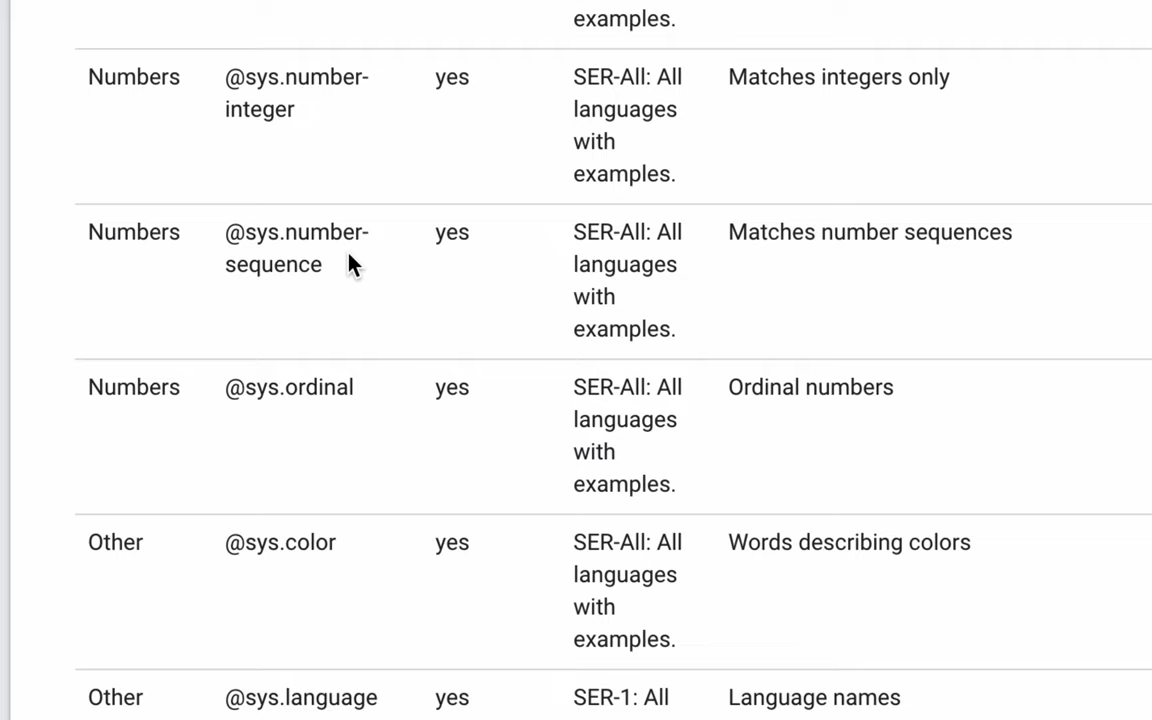 examples.
Numbers @sys.number- yes SER-All: All Matches integers only
integer languages
with
examples.
Numbers @sys.number- yes SER-All: All Matches number sequences
sequence languages
with
examples.
Numbers @sys.ordinal yes SER-All: All Ordinal numbers
languages
with
examples.
Other @sys.color yes SER-All: All Words describing colors
languages
with
examples.
Other @sys.language yes SER-1: All Language names